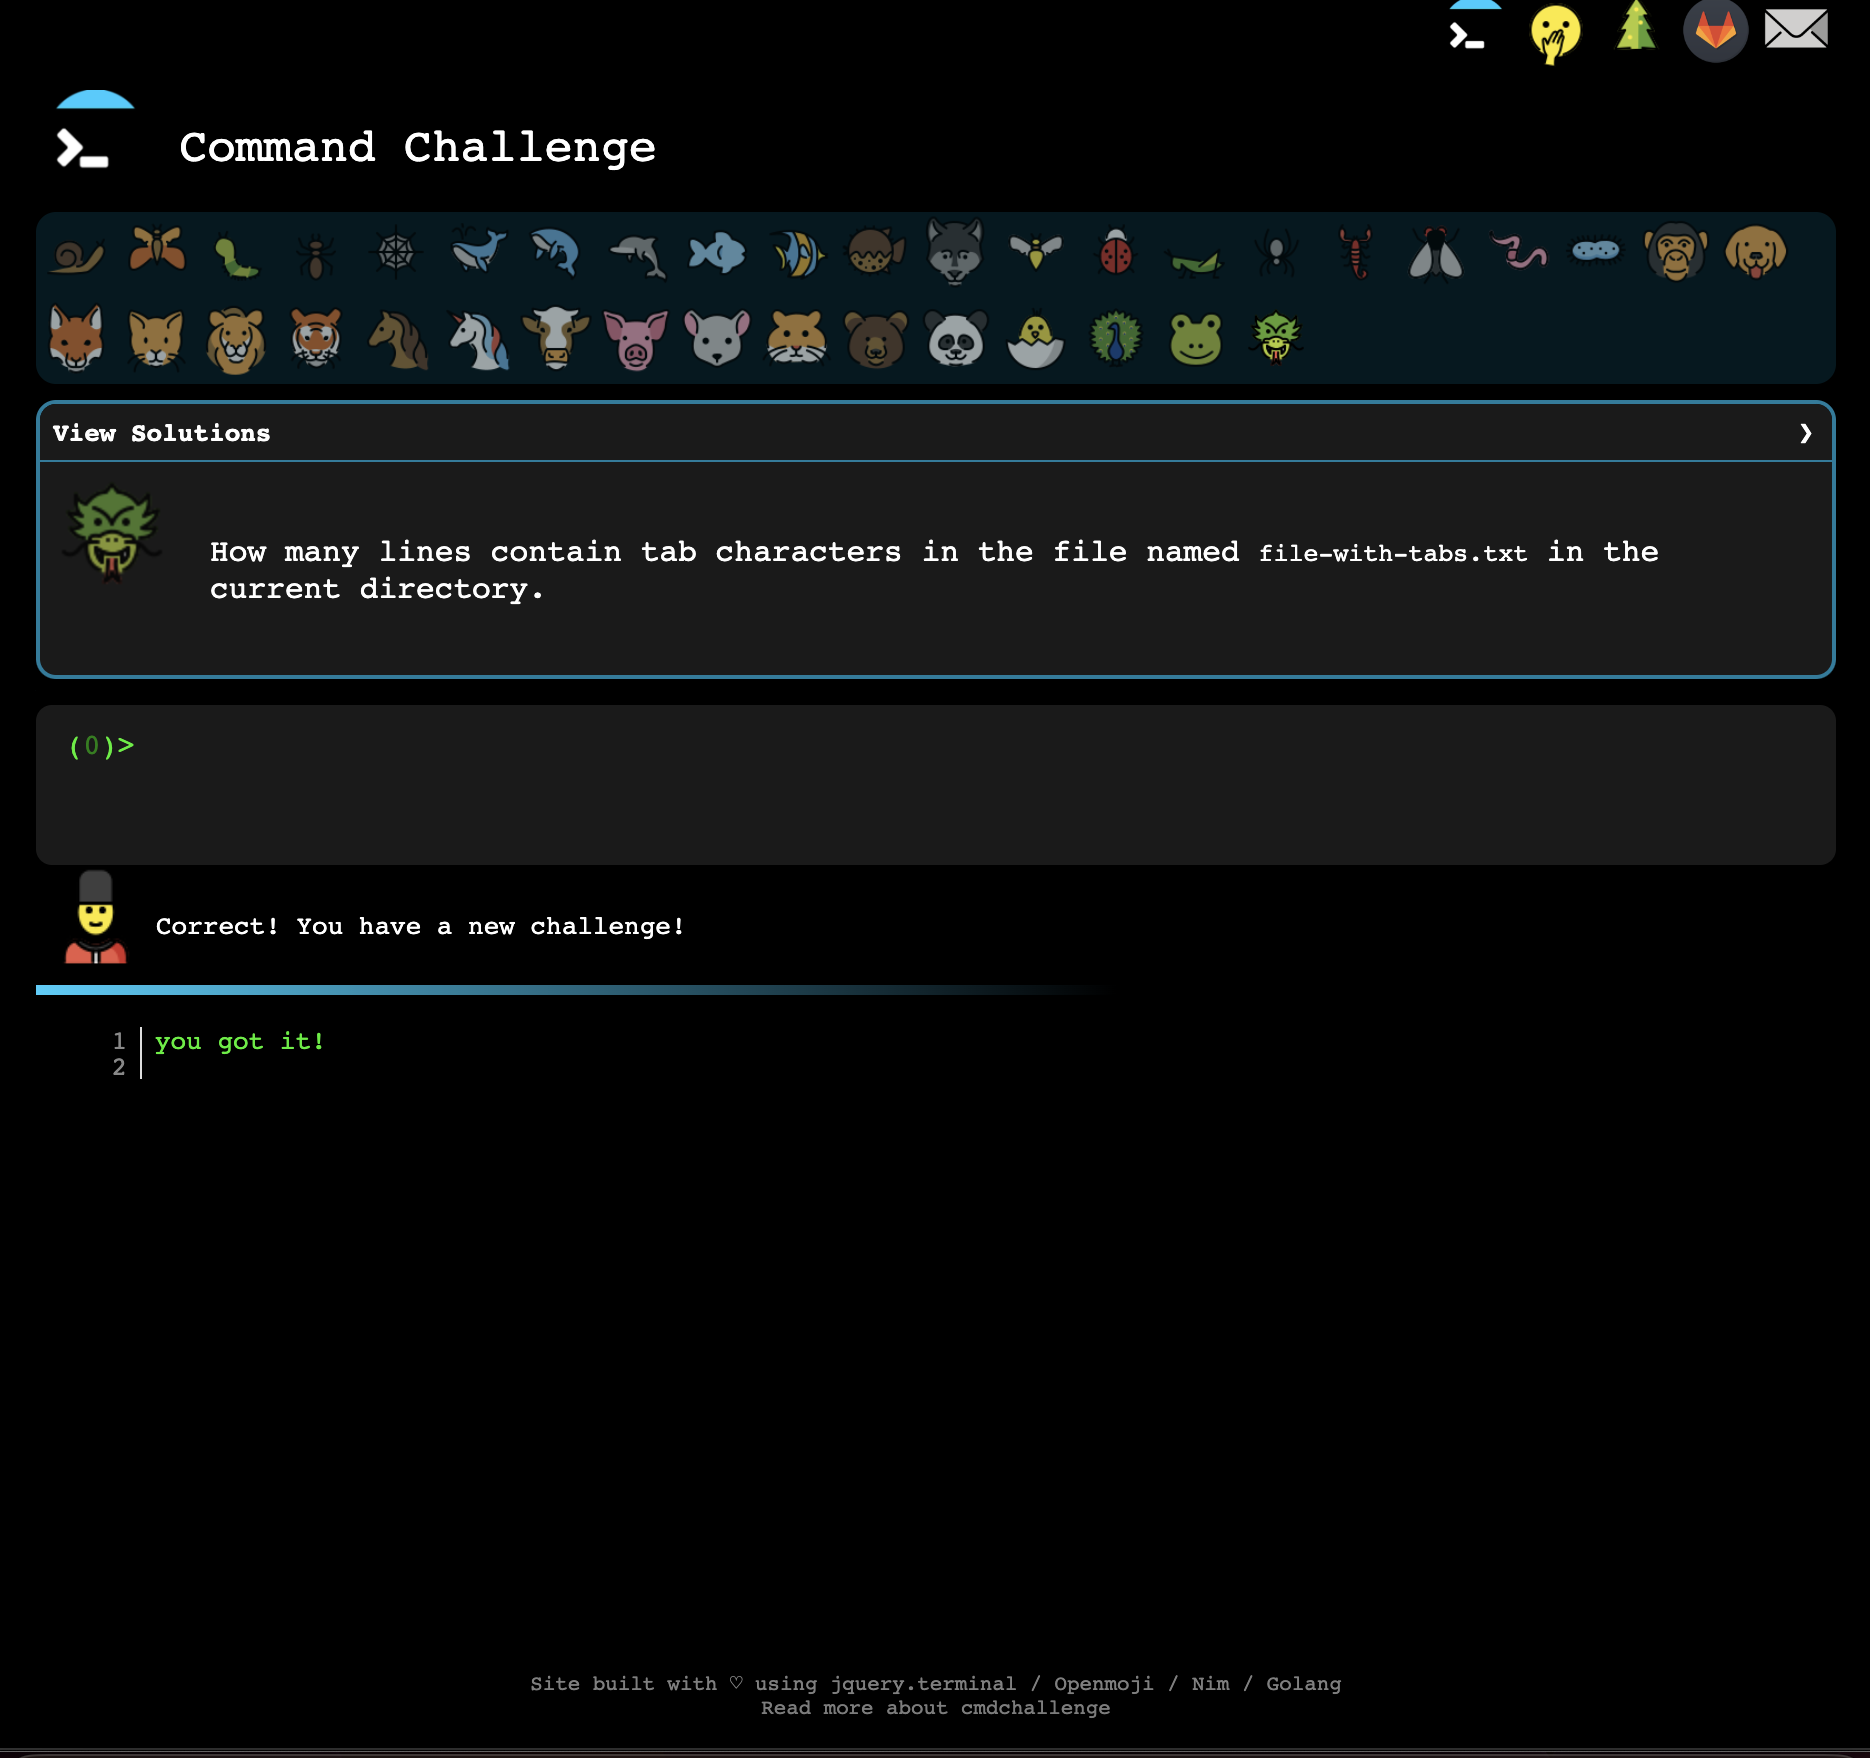 Command Challenge
View Solutions ❯
How many lines contain tab characters in the file named file-with-tabs.txt in the
current directory.
(0)>
Correct! You have a new challenge!
1 you got it!
2
Site built with ♡ using jquery.terminal / Openmoji / Nim / Golang
Read more about cmdchallenge